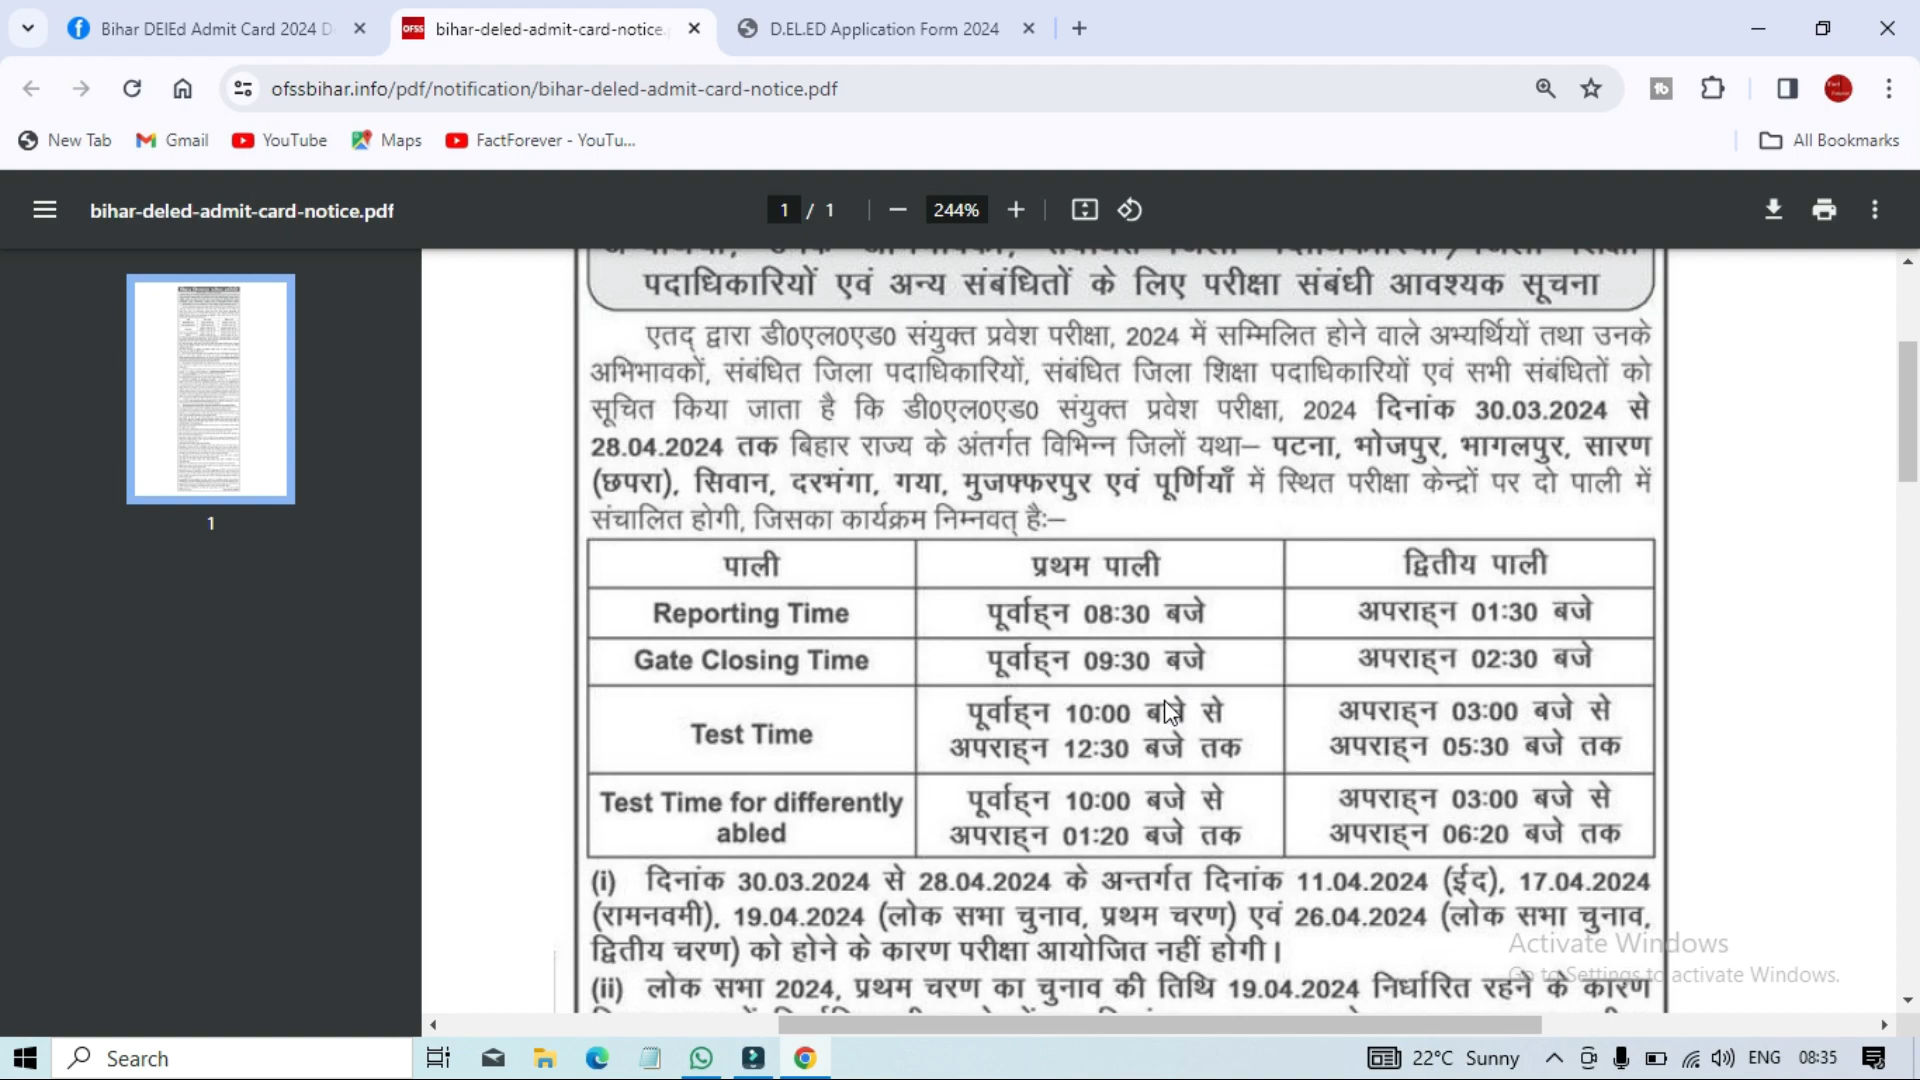 Bihar DElEd Admit Card 2024 D
bihar-deled-admit-card-notice.
D.EL.ED Application Form 2024
ofssbihar.info/pdf/notification/bihar-deled-admit-card-notice.pdf
New Tab
Gmail
YouTube
Maps
FactForever - YouTu...
All Bookmarks
bihar-deled-admit-card-notice.pdf
1 / 1
244%
1
पदाधिकारियों एवं अन्य संबंधितों के लिए परीक्षा संबंधी आवश्यक सूचना
एतद् द्वारा डी0एल0एड0 संयुक्त प्रवेश परीक्षा, 2024 में सम्मिलित होने वाले अभ्यर्थियों तथा उनके
अभिभावकों, संबंधित जिला पदाधिकारियों, संबंधित जिला शिक्षा पदाधिकारियों एवं सभी संबंधितों को
सूचित किया जाता है कि डी0एल0एड0 संयुक्त प्रवेश परीक्षा, 2024 दिनांक 30.03.2024 से
28.04.2024 तक बिहार राज्य के अंतर्गत विभिन्न जिलों यथा– पटना, भोजपुर, भागलपुर, सारण
(छपरा), सिवान, दरभंगा, गया, मुजफ्फरपुर एवं पूर्णियाँ में स्थित परीक्षा केन्द्रों पर दो पाली में
संचालित होगी, जिसका कार्यक्रम निम्नवत् है:–
पाली प्रथम पाली द्वितीय पाली
Reporting Time पूर्वाह्न 08:30 बजे अपराह्न 01:30 बजे
Gate Closing Time पूर्वाह्न 09:30 बजे अपराह्न 02:30 बजे
Test Time पूर्वाह्न 10:00 बजे से अपराह्न 03:00 बजे से
अपराह्न 12:30 बजे तक अपराह्न 05:30 बजे तक
Test Time for differently पूर्वाह्न 10:00 बजे से अपराह्न 03:00 बजे से
abled अपराह्न 01:20 बजे तक अपराह्न 06:20 बजे तक
(i) दिनांक 30.03.2024 से 28.04.2024 के अन्तर्गत दिनांक 11.04.2024 (ईद), 17.04.2024
(रामनवमी), 19.04.2024 (लोक सभा चुनाव, प्रथम चरण) एवं 26.04.2024 (लोक सभा चुनाव,
द्वितीय चरण) को होने के कारण परीक्षा आयोजित नहीं होगी।
(ii) लोक सभा 2024, प्रथम चरण का चुनाव की तिथि 19.04.2024 निर्धारित रहने के कारण
Activate Windows
Go to Settings to activate Windows.
Search
22°C Sunny
ENG
08:35